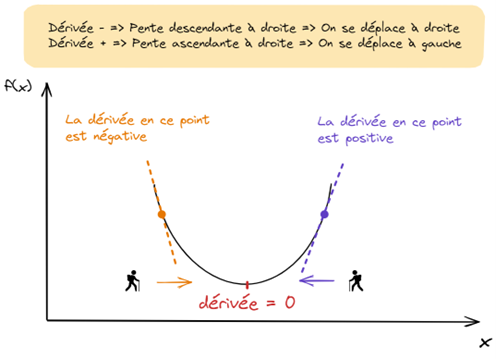 Dérivée - => Pente descendante à droite => On se déplace à droite
Dérivée + => Pente ascendante à droite => On se déplace à gauche
f(x)
La dérivée en ce point
est négative
La dérivée en ce point
est positive
dérivée = 0
x